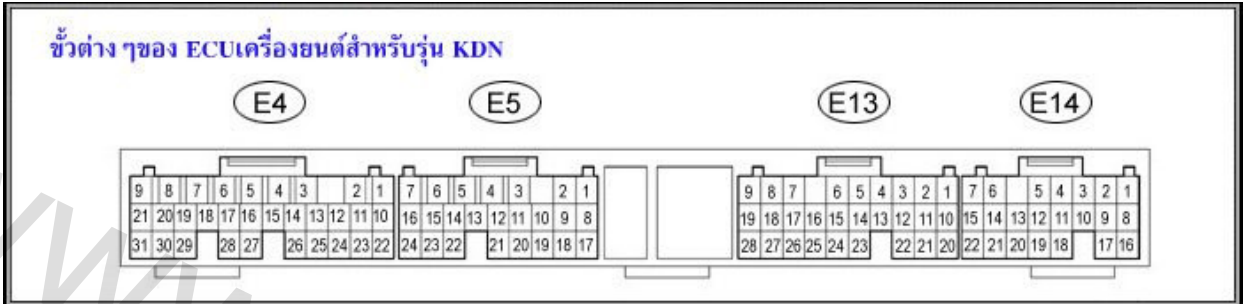 ขั้วต่าง ๆของ ECUเครื่องยนต์สำหรับรุ่น KDN
E4 E5 E13 E14
9 8 7 6 5 4 3 2 1 7 6 5 4 3 2 1 9 8 7 6 5 4 3 2 1 7 6 5 4 3 2 1
21 20 19 18 17 16 15 14 13 12 11 10 16 15 14 13 12 11 10 9 8 19 18 17 16 15 14 13 12 11 10 15 14 13 12 11 10 9 8
31 30 29 28 27 26 25 24 23 22 24 23 22 21 20 19 18 17 28 27 26 25 24 23 22 21 20 22 21 20 19 18 17 16